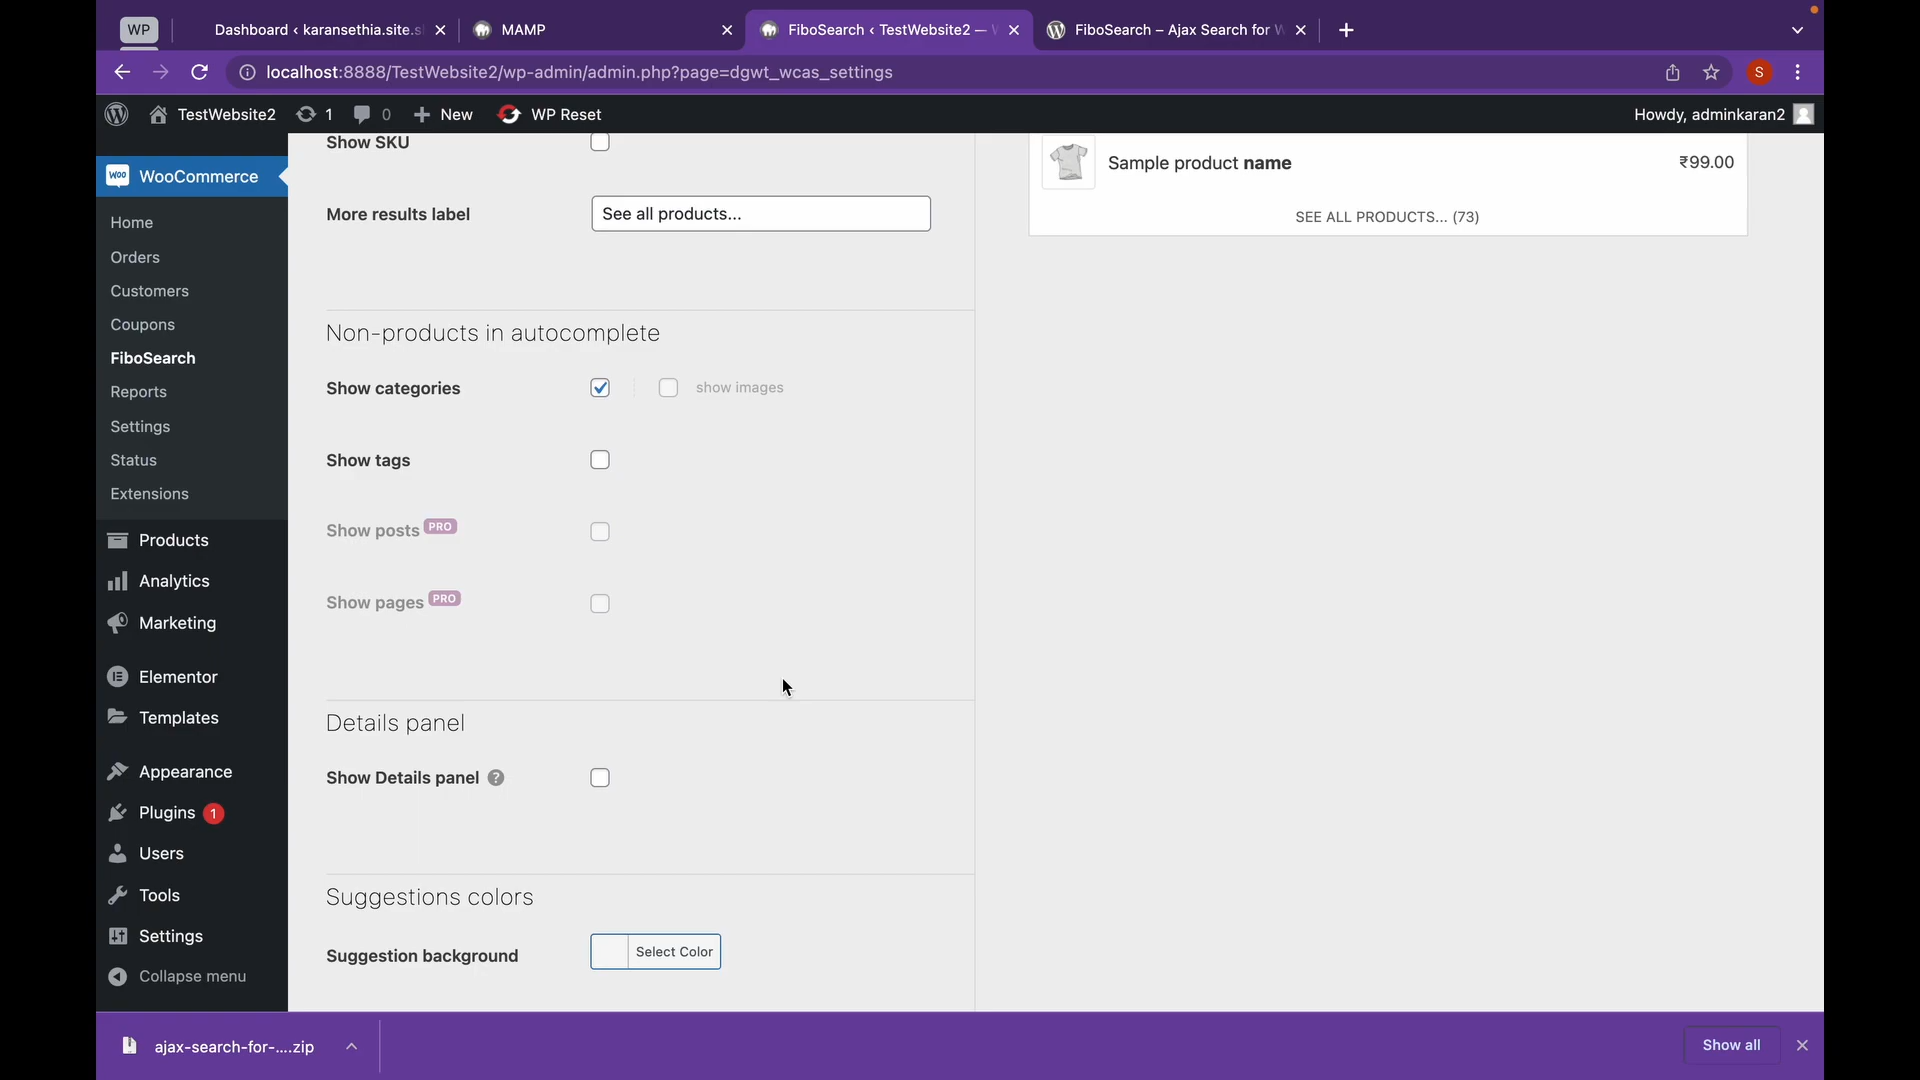 WP
Dashboard ‹ karansethia.site.s
MAMP
FiboSearch ‹ TestWebsite2 —
FiboSearch – Ajax Search for
localhost:8888/TestWebsite2/wp-admin/admin.php?page=dgwt_wcas_settings
S
TestWebsite2
1
0
New
WP Reset
Howdy, adminkaran2
WooCommerce
Home
Orders
Customers
Coupons
FiboSearch
Reports
Settings
Status
Extensions
Products
Analytics
Marketing
Elementor
Templates
Appearance
Plugins 1
Users
Tools
Settings
Collapse menu
Show SKU
More results label
See all products...
Non-products in autocomplete
Show categories
show images
Show tags
Show posts PRO
Show pages PRO
Details panel
Show Details panel ?
Suggestions colors
Suggestion background
Select Color
Sample product name
₹99.00
SEE ALL PRODUCTS... (73)
ajax-search-for-....zip
Show all